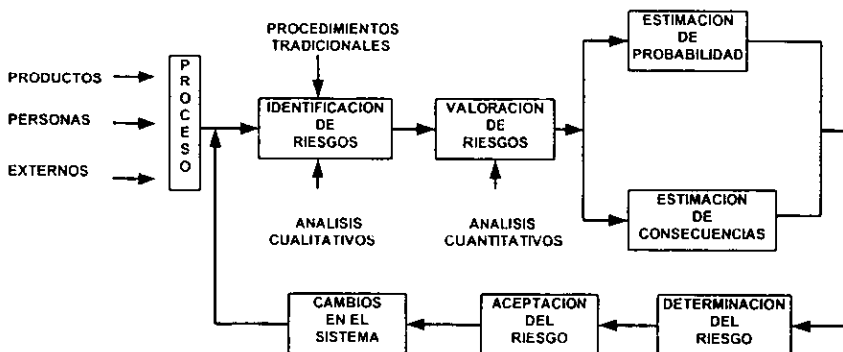 PROCEDIMIENTOS
TRADICIONALES
ESTIMACION
DE
PROBABILIDAD
PRODUCTOS
PERSONAS
EXTERNOS
PROCESO
IDENTIFICACION
DE
RIESGOS
VALORACION
DE
RIESGOS
ANALISIS
CUALITATIVOS
ANALISIS
CUANTITATIVOS
ESTIMACION
DE
CONSECUENCIAS
CAMBIOS
EN EL
SISTEMA
ACEPTACION
DEL
RIESGO
DETERMINACION
DEL
RIESGO